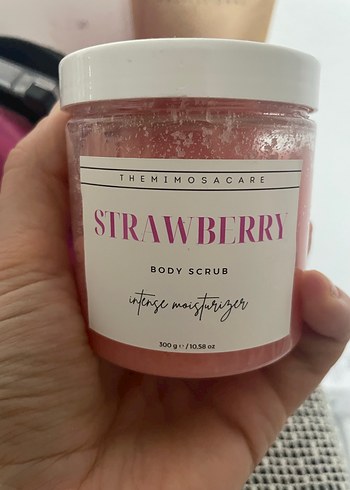 THEMIMOSACARE
STRAWBERRY
BODY SCRUB
intense moisturizer
300 g ℮ / 10.58 oz